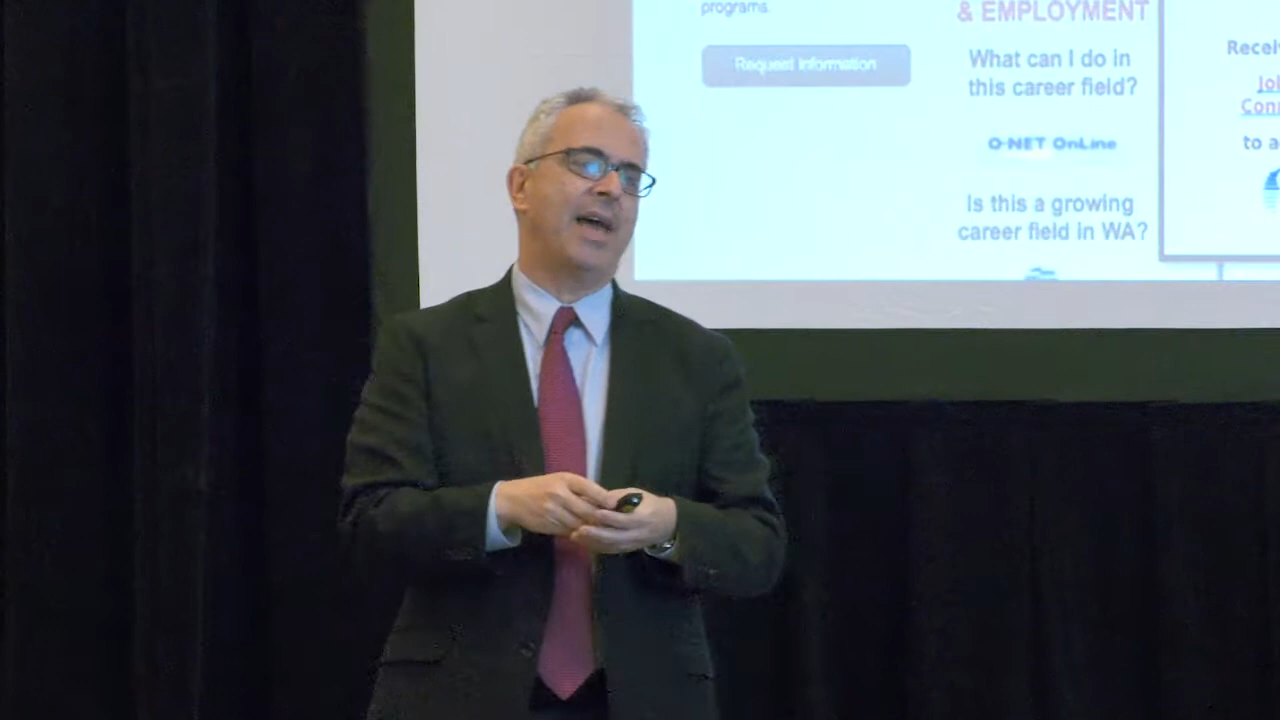 programs.
Request Information
& EMPLOYMENT
What can I do in
this career field?
O-NET OnLine
Is this a growing
career field in WA?
to a